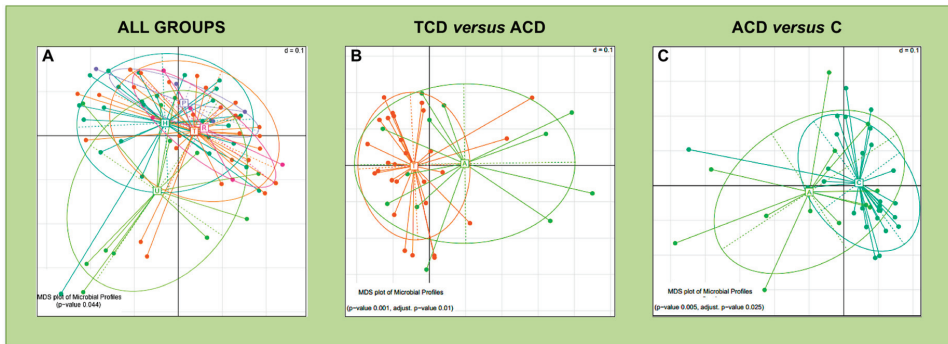 ALL GROUPS
TCD versus ACD
ACD versus C
A
d = 0.1
H
P
R
U
MDS plot of Microbial Profiles
(p-value 0.044)
B
d = 0.1
A
MDS plot of Microbial Profiles
(p-value 0.001, adjust. p-value 0.01)
C
d = 0.1
C
A
MDS plot of Microbial Profiles
(p-value 0.005, adjust. p-value 0.025)